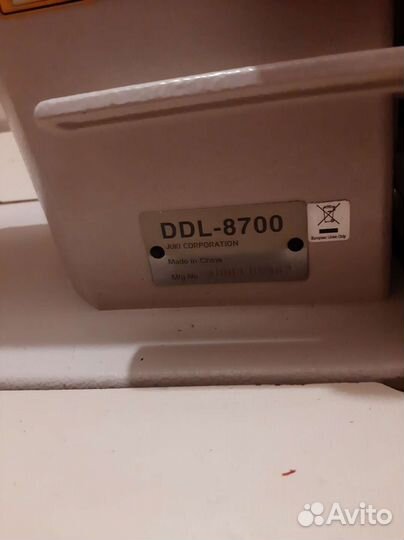 DDL-8700
JUKI CORPORATION
Made in China
Mfg No
European Union Only
Avito